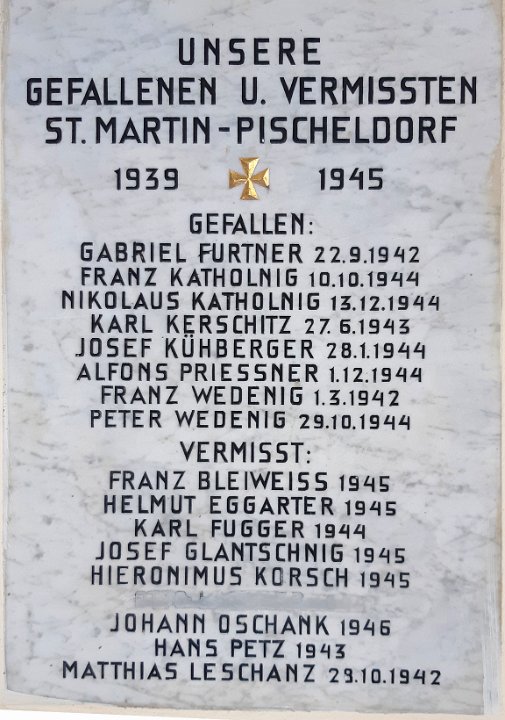 UNSERE
GEFALLENEN U. VERMISSTEN
ST. MARTIN-PISCHELDORF
1939 1945
GEFALLEN:
GABRIEL FURTNER 22.9.1942
FRANZ KATHOLNIG 10.10.1944
NIKOLAUS KATHOLNIG 13.12.1944
KARL KERSCHITZ 27.6.1943
JOSEF KÜHBERGER 28.1.1944
ALFONS PRIESSNER 1.12.1944
FRANZ WEDENIG 1.3.1942
PETER WEDENIG 29.10.1944
VERMISST:
FRANZ BLEIWEISS 1945
HELMUT EGGARTER 1945
KARL FUGGER 1944
JOSEF GLANTSCHNIG 1945
HIERONIMUS KORSCH 1945
JOHANN OSCHANK 1946
HANS PETZ 1943
MATTHIAS LESCHANZ 29.10.1942